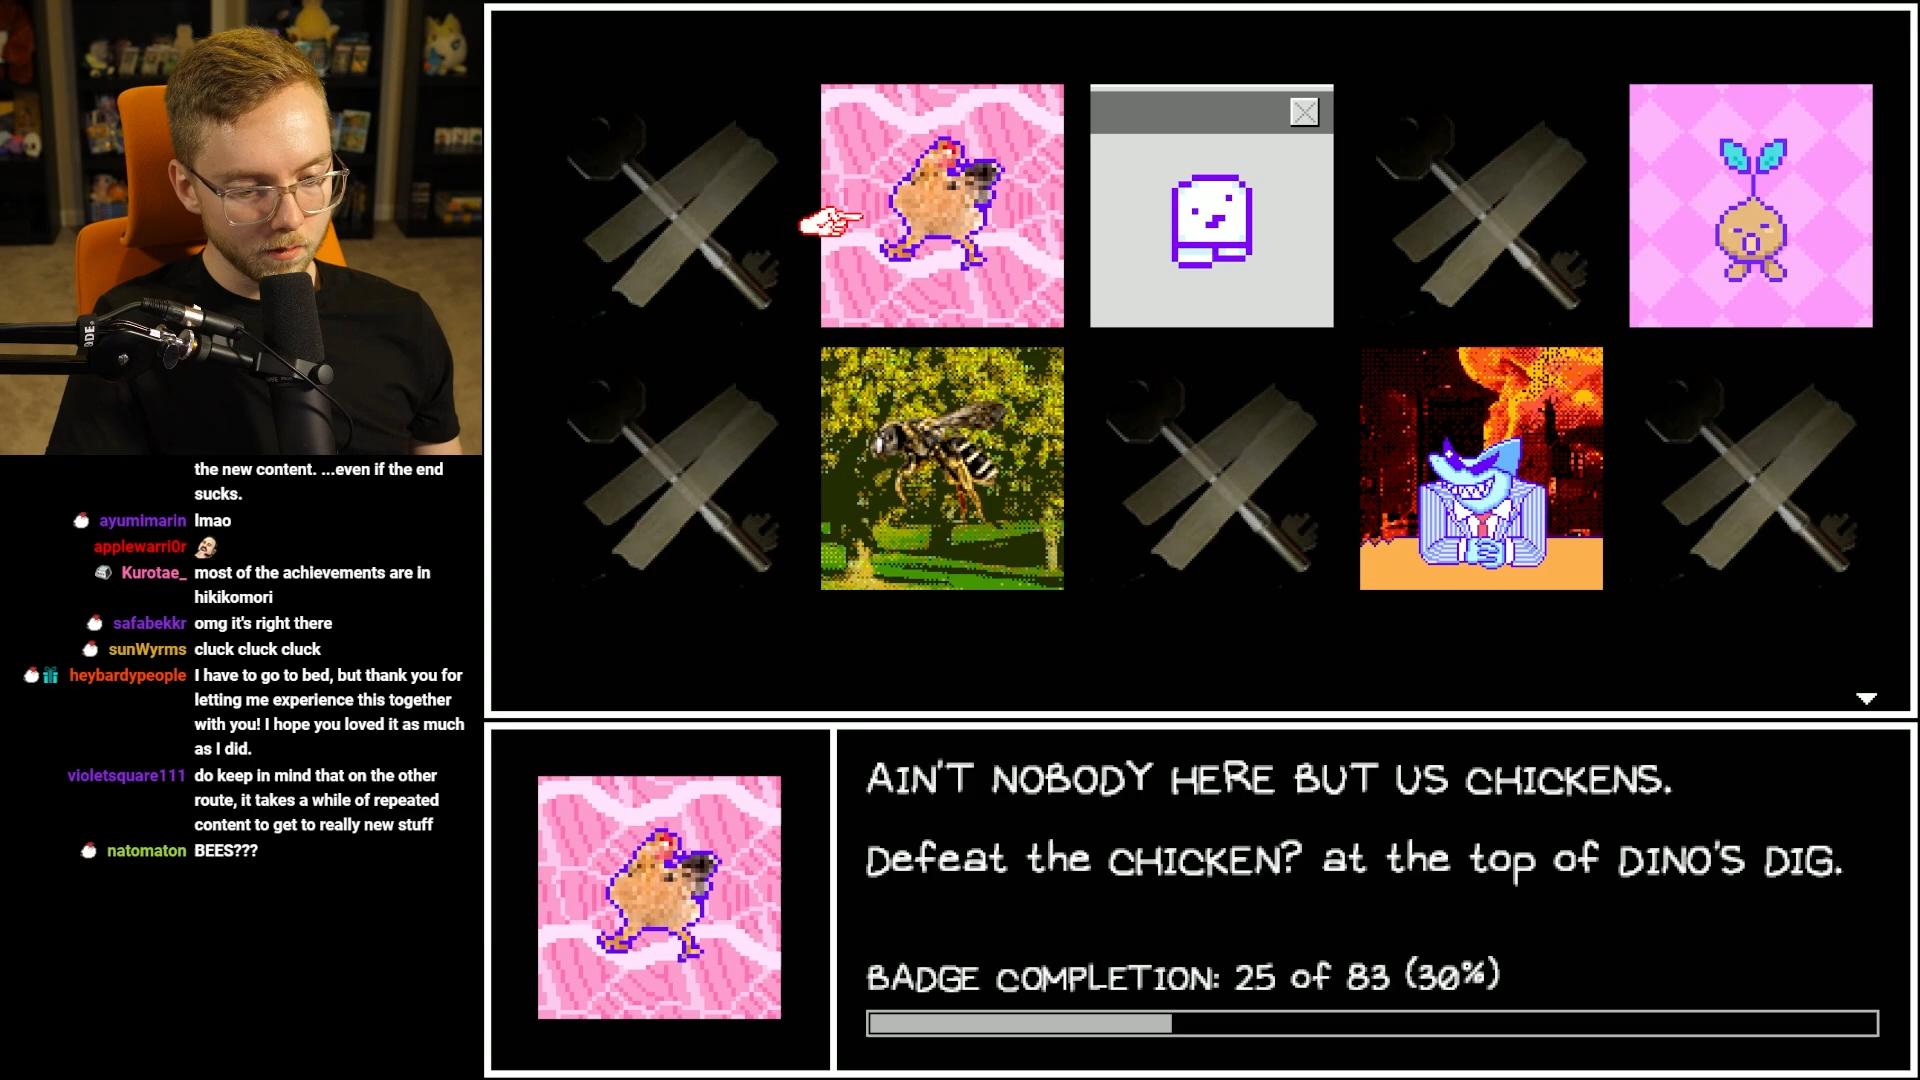 the new content. ...even if the end
sucks.
ayumimarin lmao
applewarri0r
Kurotae_ most of the achievements are in
hikikomori
safabekkr omg it's right there
sunWyrms cluck cluck cluck
heybardypeople I have to go to bed, but thank you for
letting me experience this together
with you! I hope you loved it as much
as I did.
violetsquare111 do keep in mind that on the other
route, it takes a while of repeated
content to get to really new stuff
natomaton BEES???
AIN'T NOBODY HERE BUT US CHICKENS.
Defeat the CHICKEN? at the top of DINO'S DIG.
BADGE COMPLETION: 25 of 83 (30%)